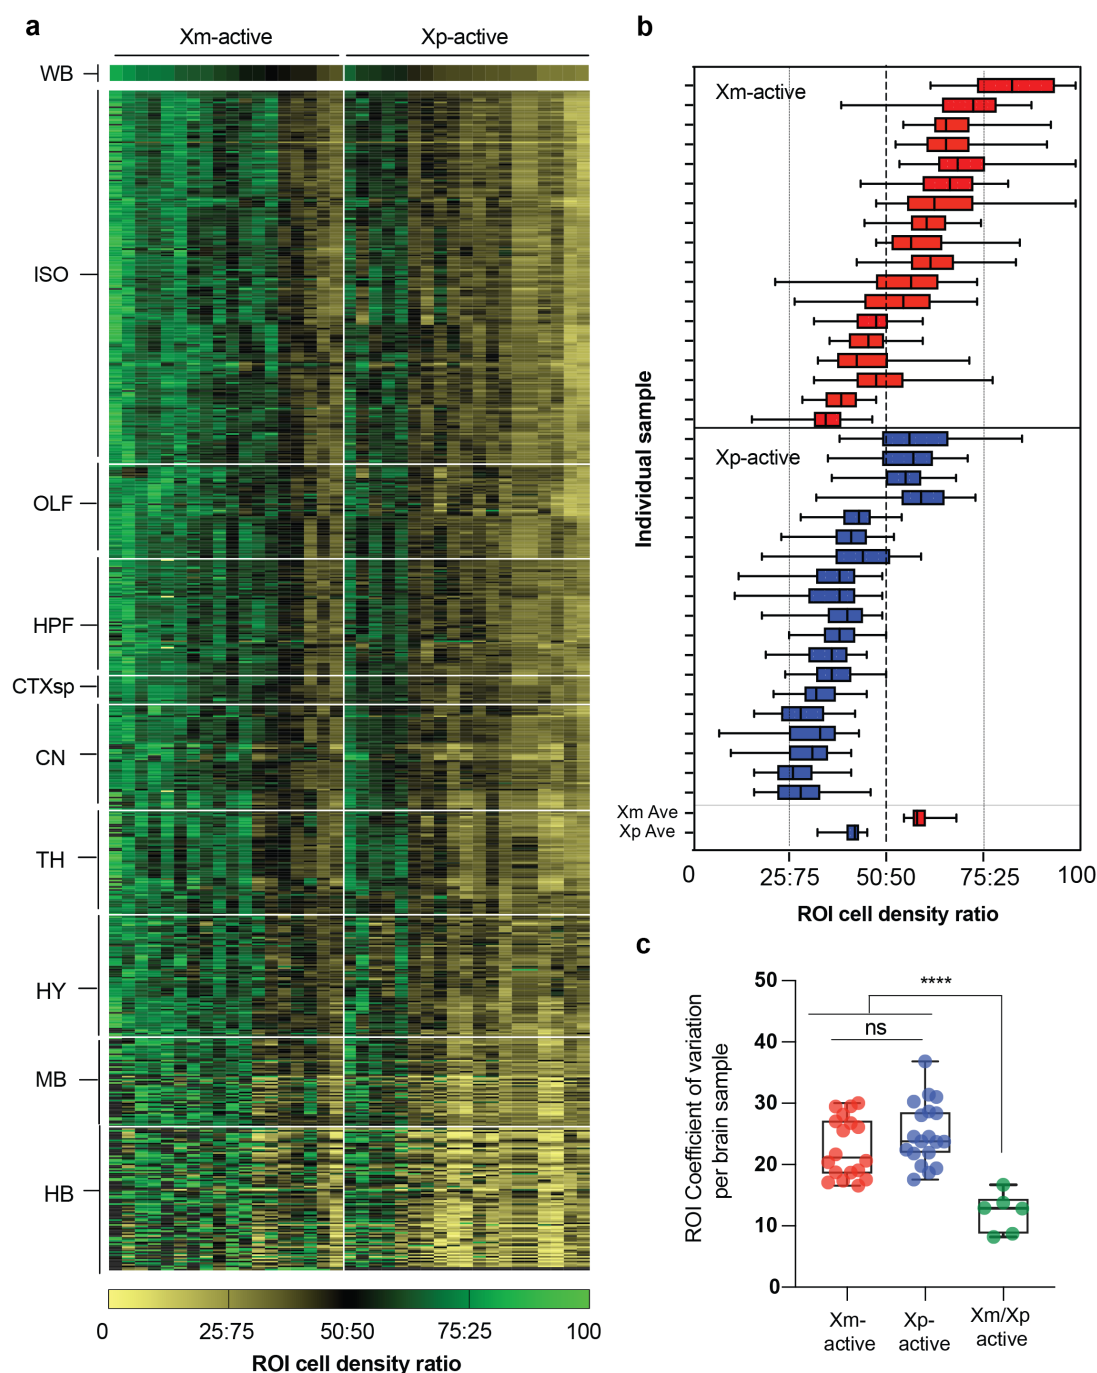 a
Xm-active
Xp-active
WB
ISO
OLF
HPF
CTXsp
CN
TH
HY
MB
HB
0
25:75
50:50
75:25
100
ROI cell density ratio
b
Xm-active
Xp-active
Individual sample
Xm Ave
Xp Ave
0
25:75
50:50
75:25
100
ROI cell density ratio
c
ROI Coefficient of variation
per brain sample
50
40
30
20
10
0
****
ns
Xm-
active
Xp-
active
Xm/Xp
active